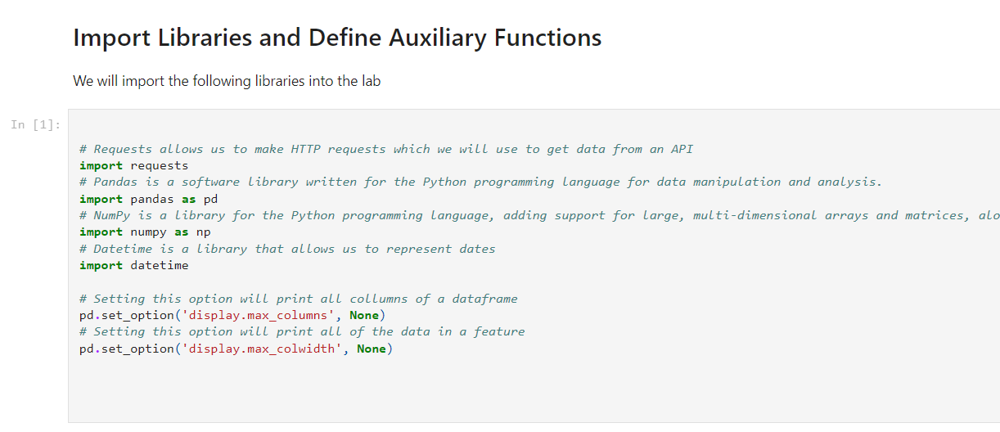 Import Libraries and Define Auxiliary Functions
We will import the following libraries into the lab
In [1]:
# Requests allows us to make HTTP requests which we will use to get data from an API
import requests
# Pandas is a software library written for the Python programming language for data manipulation and analysis.
import pandas as pd
# NumPy is a library for the Python programming language, adding support for large, multi-dimensional arrays and matrices, alo
import numpy as np
# Datetime is a library that allows us to represent dates
import datetime
# Setting this option will print all collumns of a dataframe
pd.set_option('display.max_columns', None)
# Setting this option will print all of the data in a feature
pd.set_option('display.max_colwidth', None)